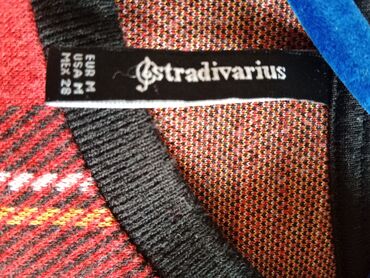 stradivarius
EUR M
USA M
MEX 28